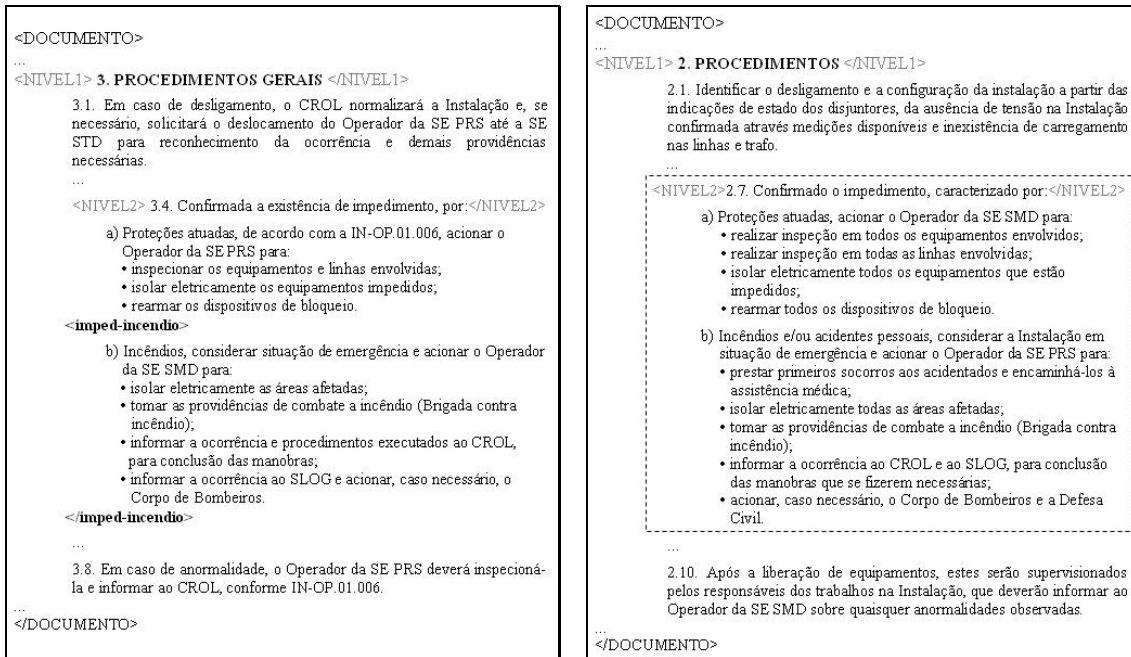 <DOCUMENTO>
...
<NIVEL1> 3. PROCEDIMENTOS GERAIS </NIVEL1>
3.1. Em caso de desligamento, o CROL normalizará a Instalação e, se
necessário, solicitará o deslocamento do Operador da SE PRS até a SE
STD para reconhecimento da ocorrência e demais providências
necessárias.
...
<NIVEL2> 3.4. Confirmada a existência de impedimento, por:</NIVEL2>
a) Proteções atuadas, de acordo com a IN-OP.01.006, acionar o
Operador da SE PRS para:
• inspecionar os equipamentos e linhas envolvidas;
• isolar eletricamente os equipamentos impedidos;
• rearmar os dispositivos de bloqueio.
<imped-incendio>
b) Incêndios, considerar situação de emergência e acionar o Operador
da SE SMD para:
• isolar eletricamente as áreas afetadas;
• tomar as providências de combate a incêndio (Brigada contra
incêndio);
• informar a ocorrência e procedimentos executados ao CROL,
para conclusão das manobras;
• informar a ocorrência ao SLOG e acionar, caso necessário, o
Corpo de Bombeiros.
</imped-incendio>
...
3.8. Em caso de anormalidade, o Operador da SE PRS deverá inspecioná-
la e informar ao CROL, conforme IN-OP.01.006.
...
</DOCUMENTO>
<DOCUMENTO>
...
<NIVEL1> 2. PROCEDIMENTOS </NIVEL1>
2.1. Identificar o desligamento e a configuração da instalação a partir das
indicações de estado dos disjuntores, da ausência de tensão na Instalação
confirmada através medições disponíveis e inexistência de carregamento
nas linhas e trafo.
...
<NIVEL2>2.7. Confirmado o impedimento, caracterizado por:</NIVEL2>
a) Proteções atuadas, acionar o Operador da SE SMD para:
• realizar inspeção em todos os equipamentos envolvidos;
• realizar inspeção em todas as linhas envolvidas;
• isolar eletricamente todos os equipamentos que estão
impedidos;
• rearmar todos os dispositivos de bloqueio.
b) Incêndios e/ou acidentes pessoais, considerar a Instalação em
situação de emergência e acionar o Operador da SE PRS para:
• prestar primeiros socorros aos acidentados e encaminhá-los à
assistência médica;
• isolar eletricamente todas as áreas afetadas;
• tomar as providências de combate a incêndio (Brigada contra
incêndio);
• informar a ocorrência ao CROL e ao SLOG, para conclusão
das manobras que se fizerem necessárias;
• acionar, caso necessário, o Corpo de Bombeiros e a Defesa
Civil.
...
2.10. Após a liberação de equipamentos, estes serão supervisionados
pelos responsáveis dos trabalhos na Instalação, que deverão informar ao
Operador da SE SMD sobre quaisquer anormalidades observadas.
...
</DOCUMENTO>